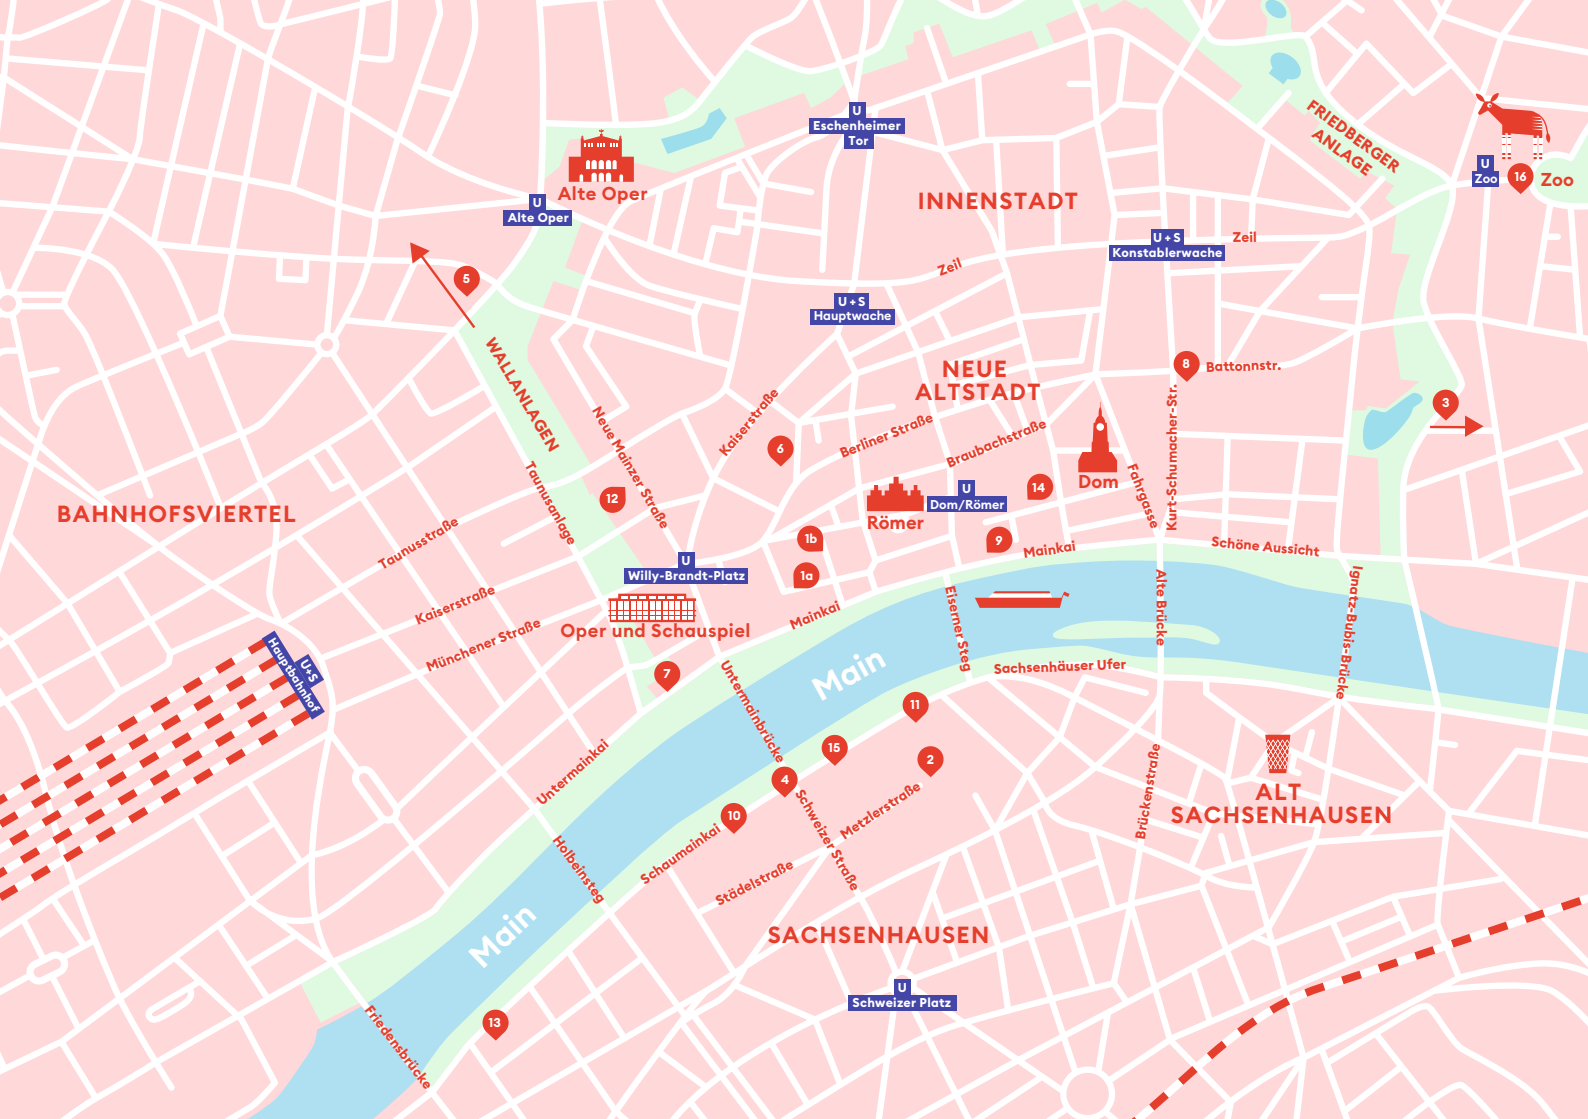 U
Eschenheimer
Tor
FRIEDBERGER
ANLAGE
U
Zoo
16
Zoo
Alte Oper
U
Alte Oper
INNENSTADT
U + S
Konstablerwache
Zeil
Zeil
5
U + S
Hauptwache
WALLANLAGEN
NEUE
ALTSTADT
8
Battonnstr.
3
Kaiserstraße
Neue Mainzer Straße
6
Berliner Straße
Braubachstraße
Kurt-Schumacher-Str.
Fahrgasse
Dom
Taunusanlage
12
14
U
Dom/Römer
Römer
BAHNHOFSVIERTEL
Taunusstraße
1b
9
Mainkai
Schöne Aussicht
U
Willy-Brandt-Platz
1a
Kaiserstraße
Münchener Straße
Oper und Schauspiel
Mainkai
Eiserner Steg
Alte Brücke
Ignatz-Bubis-Brücke
U+S
Hauptbahnhof
7
Main
Sachsenhäuser Ufer
Untermainbrücke
11
15
2
4
Untermainkai
10
Schweizer Straße
Metzlerstraße
Brückenstraße
ALT
SACHSENHAUSEN
Holbeinsteg
Schaumainkai
Städelstraße
Main
SACHSENHAUSEN
U
Schweizer Platz
13
Friedensbrücke